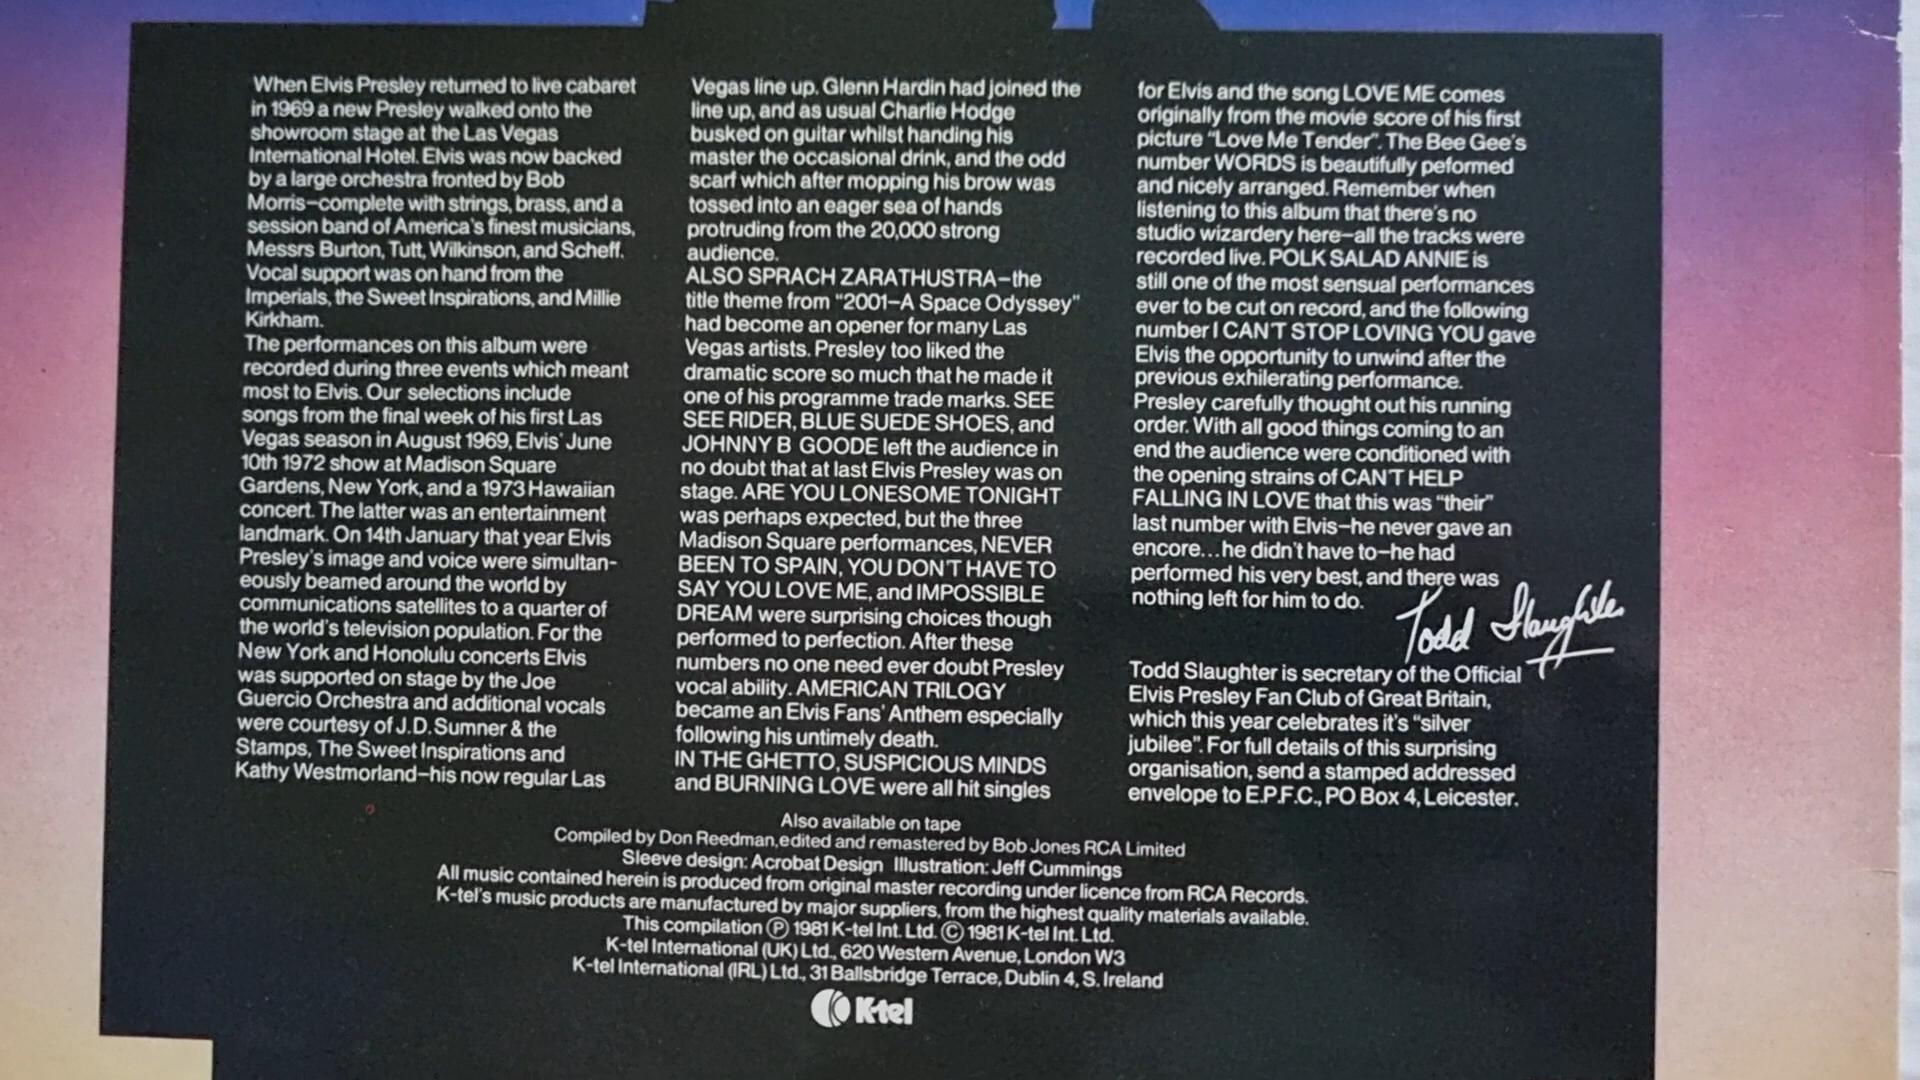 When Elvis Presley returned to live cabaret
in 1969 a new Presley walked onto the
showroom stage at the Las Vegas
International Hotel. Elvis was now backed
by a large orchestra fronted by Bob
Morris–complete with strings, brass, and a
session band of America's finest musicians,
Messrs Burton, Tutt, Wilkinson, and Scheff.
Vocal support was on hand from the
Imperials, the Sweet Inspirations, and Millie
Kirkham.
The performances on this album were
recorded during three events which meant
most to Elvis. Our selections include
songs from the final week of his first Las
Vegas season in August 1969, Elvis' June
10th 1972 show at Madison Square
Gardens, New York, and a 1973 Hawaiian
concert. The latter was an entertainment
landmark. On 14th January that year Elvis
Presley's image and voice were simultan-
eously beamed around the world by
communications satellites to a quarter of
the world's television population. For the
New York and Honolulu concerts Elvis
was supported on stage by the Joe
Guercio Orchestra and additional vocals
were courtesy of J.D. Sumner & the
Stamps, The Sweet Inspirations and
Kathy Westmorland–his now regular Las
Vegas line up. Glenn Hardin had joined the
line up, and as usual Charlie Hodge
busked on guitar whilst handing his
master the occasional drink, and the odd
scarf which after mopping his brow was
tossed into an eager sea of hands
protruding from the 20,000 strong
audience.
ALSO SPRACH ZARATHUSTRA–the
title theme from "2001–A Space Odyssey"
had become an opener for many Las
Vegas artists. Presley too liked the
dramatic score so much that he made it
one of his programme trade marks. SEE
SEE RIDER, BLUE SUEDE SHOES, and
JOHNNY B GOODE left the audience in
no doubt that at last Elvis Presley was on
stage. ARE YOU LONESOME TONIGHT
was perhaps expected, but the three
Madison Square performances, NEVER
BEEN TO SPAIN, YOU DON'T HAVE TO
SAY YOU LOVE ME, and IMPOSSIBLE
DREAM were surprising choices though
performed to perfection. After these
numbers no one need ever doubt Presley
vocal ability. AMERICAN TRILOGY
became an Elvis Fans' Anthem especially
following his untimely death.
IN THE GHETTO, SUSPICIOUS MINDS
and BURNING LOVE were all hit singles
for Elvis and the song LOVE ME comes
originally from the movie score of his first
picture "Love Me Tender". The Bee Gee's
number WORDS is beautifully peformed
and nicely arranged. Remember when
listening to this album that there's no
studio wizardery here–all the tracks were
recorded live. POLK SALAD ANNIE is
still one of the most sensual performances
ever to be cut on record, and the following
number I CAN'T STOP LOVING YOU gave
Elvis the opportunity to unwind after the
previous exhilerating performance.
Presley carefully thought out his running
order. With all good things coming to an
end the audience were conditioned with
the opening strains of CAN'T HELP
FALLING IN LOVE that this was "their"
last number with Elvis–he never gave an
encore...he didn't have to–he had
performed his very best, and there was
nothing left for him to do.
Todd Slaughter
Todd Slaughter is secretary of the Official
Elvis Presley Fan Club of Great Britain,
which this year celebrates it's "silver
jubilee". For full details of this surprising
organisation, send a stamped addressed
envelope to E.P.F.C., PO Box 4, Leicester.
Also available on tape
Compiled by Don Reedman, edited and remastered by Bob Jones RCA Limited
Sleeve design: Acrobat Design Illustration: Jeff Cummings
All music contained herein is produced from original master recording under licence from RCA Records.
K-tel's music products are manufactured by major suppliers, from the highest quality materials available.
This compilation ℗ 1981 K-tel Int. Ltd. © 1981 K-tel Int. Ltd.
K-tel International (UK) Ltd., 620 Western Avenue, London W3
K-tel International (IRL) Ltd., 31 Ballsbridge Terrace, Dublin 4, S. Ireland
K-tel